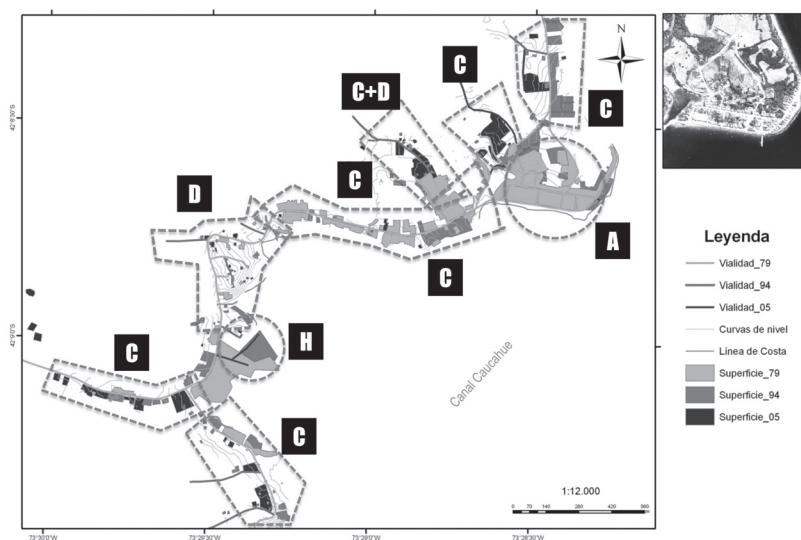 N
C
C+D
C
C
D
C
A
C
H
C
C
Canal Caucahue
1:12.000
0 70 140 280 420 560
42°8'30"S
42°9'0"S
73°30'0"W
73°29'30"W
73°29'0"W
73°28'30"W
Leyenda
Vialidad_79
Vialidad_94
Vialidad_05
Curvas de nivel
Línea de Costa
Superficie_79
Superficie_94
Superficie_05